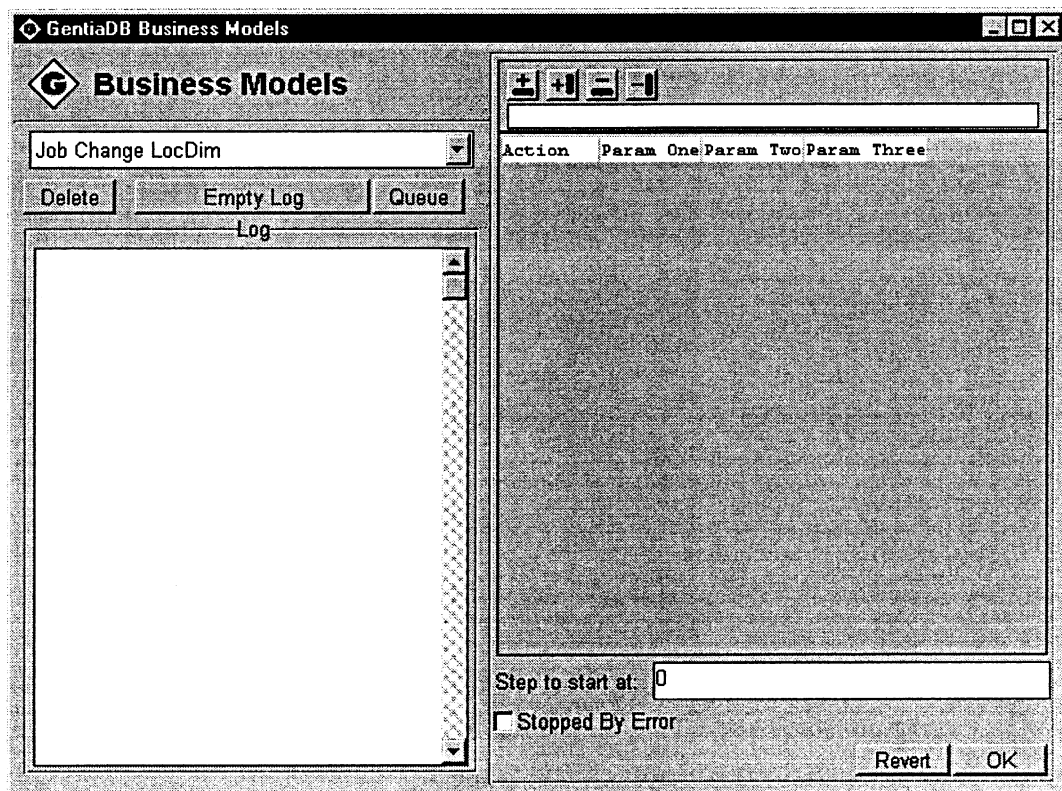 GentiaDB Business Models
G Business Models
Job Change LocDim
Delete Empty Log Queue
Log
Action Param One Param Two Param Three
Step to start at: 0
Stopped By Error
Revert OK